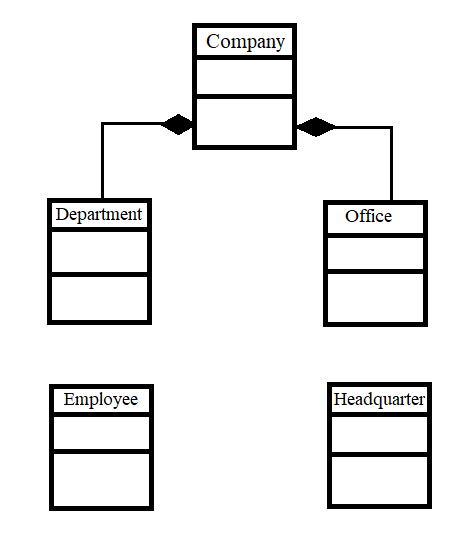 Company
Department
Office
Employee
Headquarter